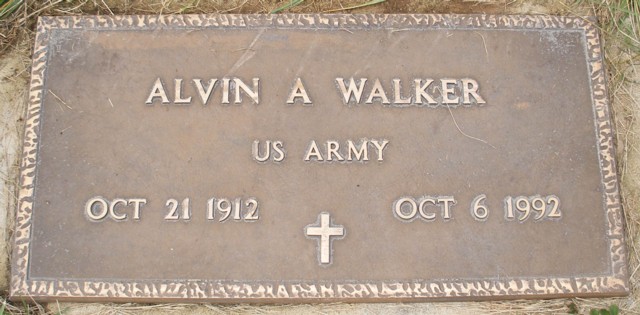 ALVIN A WALKER
US ARMY
OCT 21 1912 OCT 6 1992